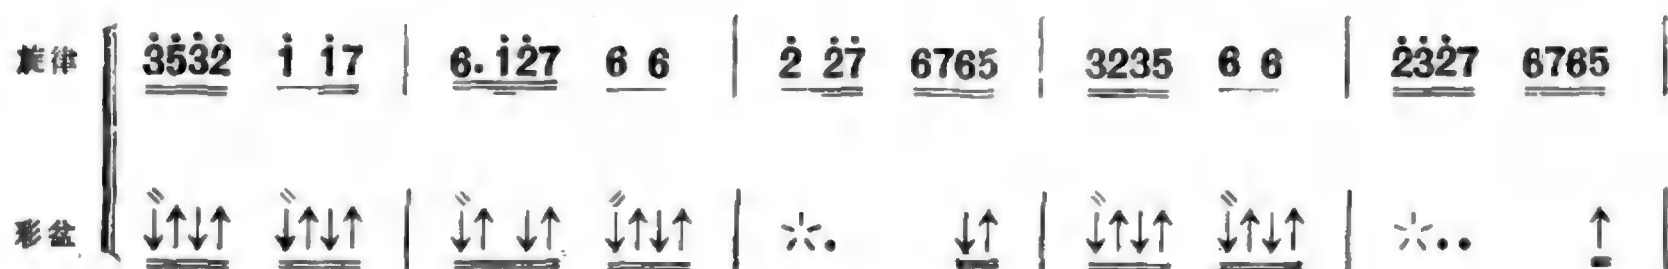 旋律 3532 1 17 | 6.127 6 6 | 2 27 6765 | 3235 6 6 | 2327 6765 |
彩盆 ↓↑↓↑ ↓↑↓↑ | ↓↑ ↓↑ ↓↑↓↑ | ※. ↓↑ | ↓↑↓↑ ↓↑↓↑ | ※.. ↑ |